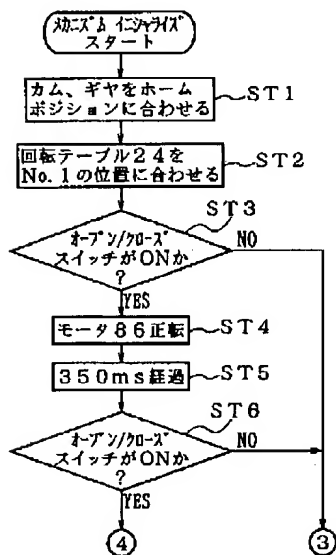 メカニズム イニシャライズ
スタート
カム、ギヤをホーム
ポジションに合わせる
ST1
回転テーブル24を
No.1の位置に合わせる
ST2
ST3
オープン/クローズ
スイッチがONか
?
NO
YES
モータ86正転
ST4
350ms経過
ST5
ST6
オープン/クローズ
スイッチがONか
?
NO
YES
④
③